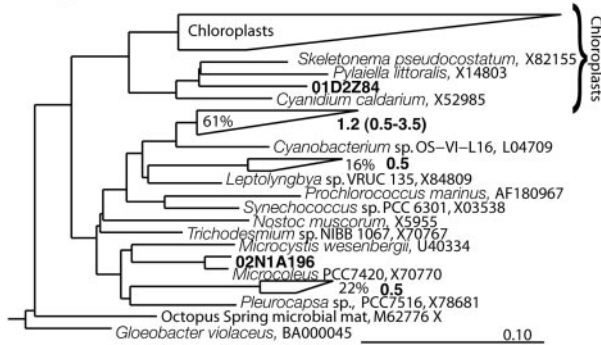 Chloroplasts
Chloroplasts
Skeletonema pseudocostatum, X82155
Pylaiella littoralis, X14803
01D2Z84
Cyanidium caldarium, X52985
61%
1.2 (0.5-3.5)
Cyanobacterium sp. OS-VI-L16, L04709
16% 0.5
Leptolyngbya sp. VRUC 135, X84809
Prochlorococcus marinus, AF180967
Synechococcus sp. PCC 6301, X03538
Nostoc muscorum, X5955
Trichodesmium sp. NIBB 1067, X70767
Microcystis wesenbergii, U40334
02N1A196
Microcoleus PCC7420, X70770
22% 0.5
Pleurocapsa sp., PCC7516, X78681
Octopus Spring microbial mat, M62776 X
Gloeobacter violaceus, BA000045
0.10